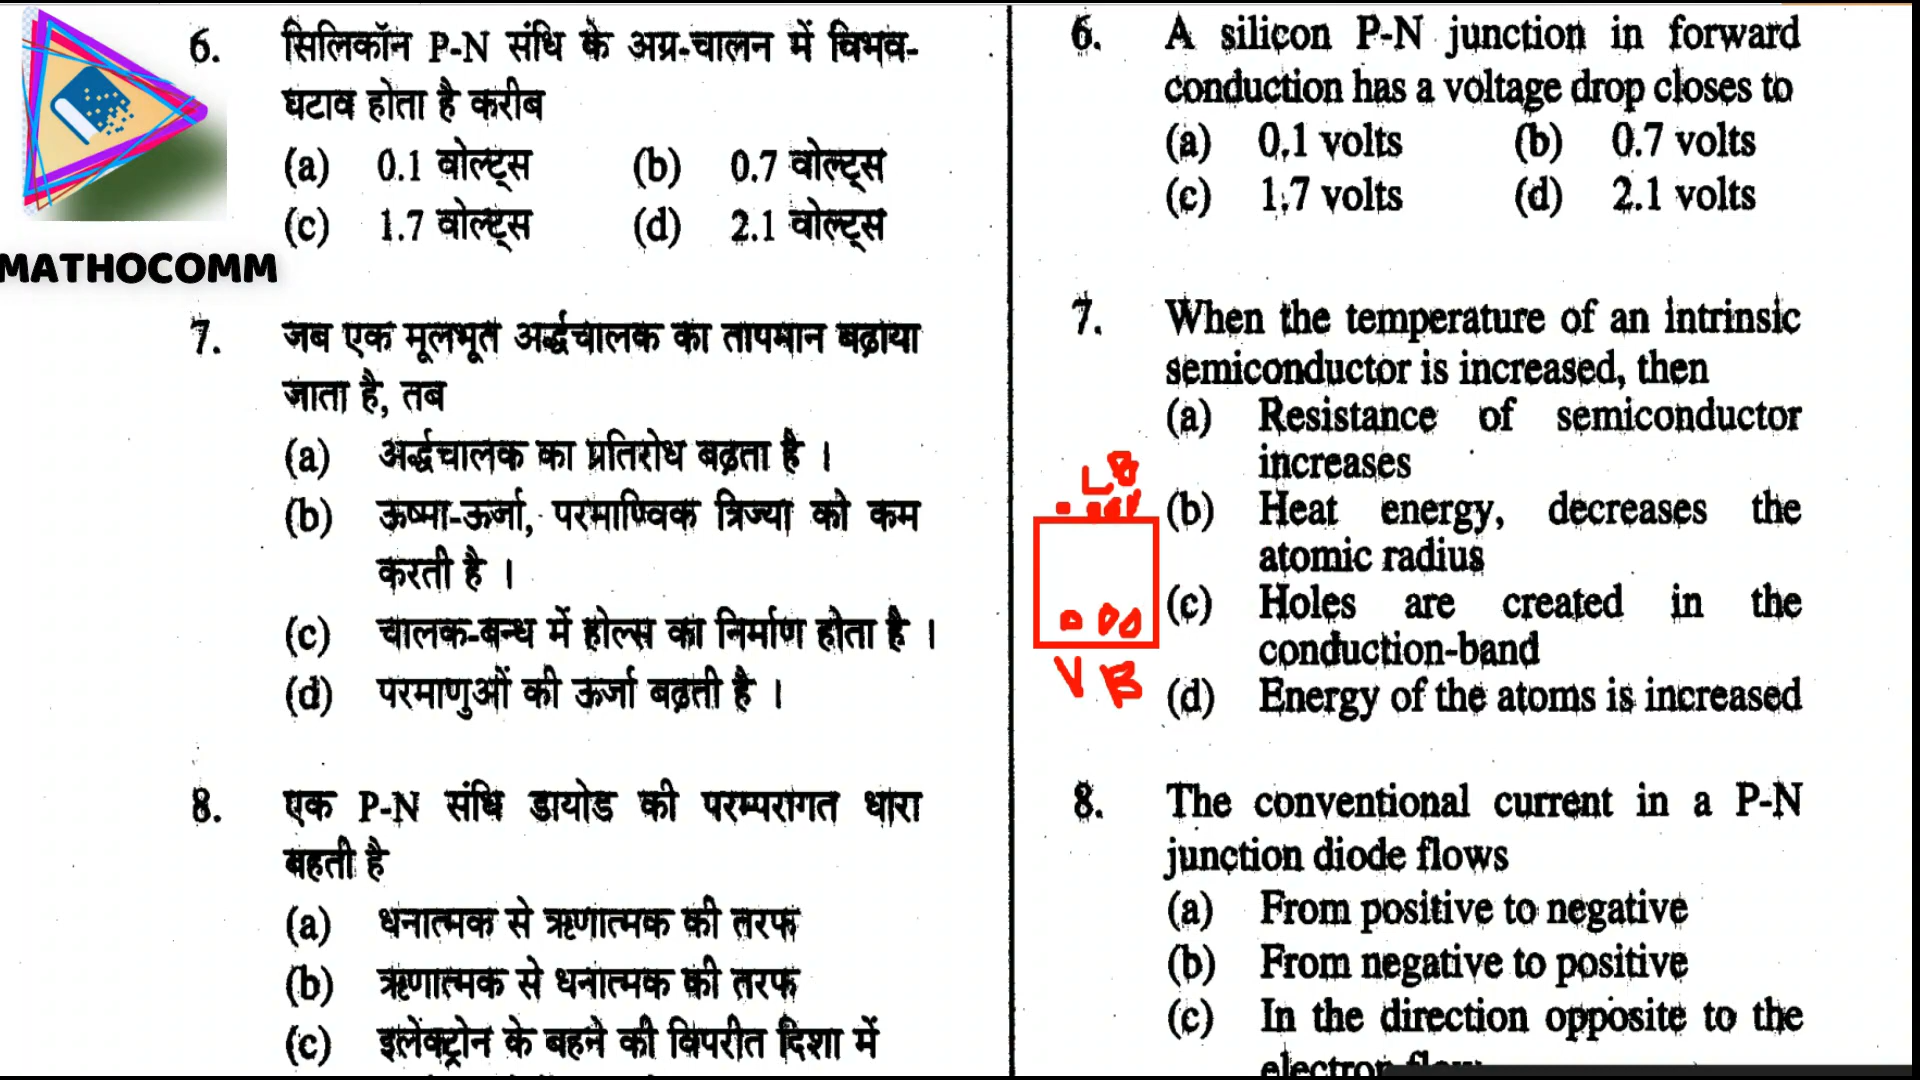 MATHOCOMM
6. सिलिकॉन P-N संधि के अग्र-चालन में विभव-
घटाव होता है करीब
(a) 0.1 वोल्ट्स (b) 0.7 वोल्ट्स
(c) 1.7 वोल्ट्स (d) 2.1 वोल्ट्स
7. जब एक मूलभूत अर्द्धचालक का तापमान बढ़ाया
जाता है, तब
(a) अर्द्धचालक का प्रतिरोध बढ़ता है ।
(b) ऊष्मा-ऊर्जा, परमाण्विक त्रिज्या को कम
करती है ।
(c) चालक-बन्ध में होल्स का निर्माण होता है ।
(d) परमाणुओं की ऊर्जा बढ़ती है ।
8. एक P-N संधि डायोड की परम्परागत धारा
बहती है
(a) धनात्मक से ऋणात्मक की तरफ
(b) ऋणात्मक से धनात्मक की तरफ
(c) इलेक्ट्रोन के बहने की विपरीत दिशा में
6. A silicon P-N junction in forward
conduction has a voltage drop closes to
(a) 0.1 volts (b) 0.7 volts
(c) 1.7 volts (d) 2.1 volts
7. When the temperature of an intrinsic
semiconductor is increased, then
(a) Resistance of semiconductor
increases
(b) Heat energy, decreases the
atomic radius
(c) Holes are created in the
conduction-band
(d) Energy of the atoms is increased
VB
8. The conventional current in a P-N
junction diode flows
(a) From positive to negative
(b) From negative to positive
(c) In the direction opposite to the
electron flow